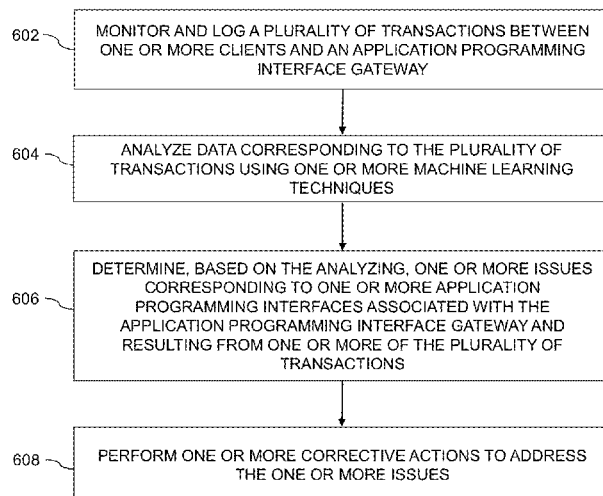 602
MONITOR AND LOG A PLURALITY OF TRANSACTIONS BETWEEN
ONE OR MORE CLIENTS AND AN APPLICATION PROGRAMMING
INTERFACE GATEWAY
604
ANALYZE DATA CORRESPONDING TO THE PLURALITY OF
TRANSACTIONS USING ONE OR MORE MACHINE LEARNING
TECHNIQUES
606
DETERMINE, BASED ON THE ANALYZING, ONE OR MORE ISSUES
CORRESPONDING TO ONE OR MORE APPLICATION
PROGRAMMING INTERFACES ASSOCIATED WITH THE
APPLICATION PROGRAMMING INTERFACE GATEWAY AND
RESULTING FROM ONE OR MORE OF THE PLURALITY OF
TRANSACTIONS
608
PERFORM ONE OR MORE CORRECTIVE ACTIONS TO ADDRESS
THE ONE OR MORE ISSUES